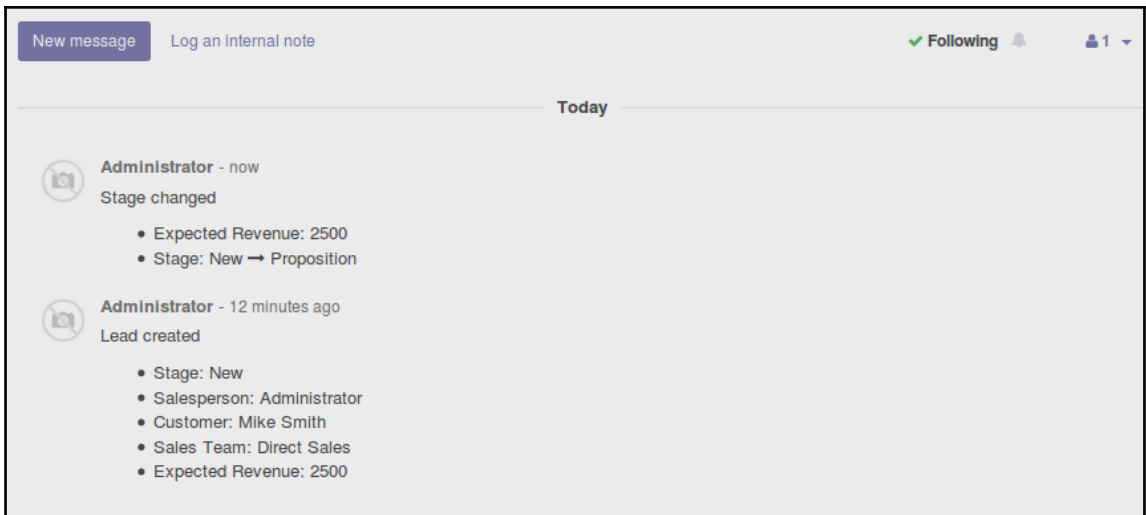 New message Log an internal note Following 1
Today
Administrator - now
Stage changed
• Expected Revenue: 2500
• Stage: New → Proposition
Administrator - 12 minutes ago
Lead created
• Stage: New
• Salesperson: Administrator
• Customer: Mike Smith
• Sales Team: Direct Sales
• Expected Revenue: 2500